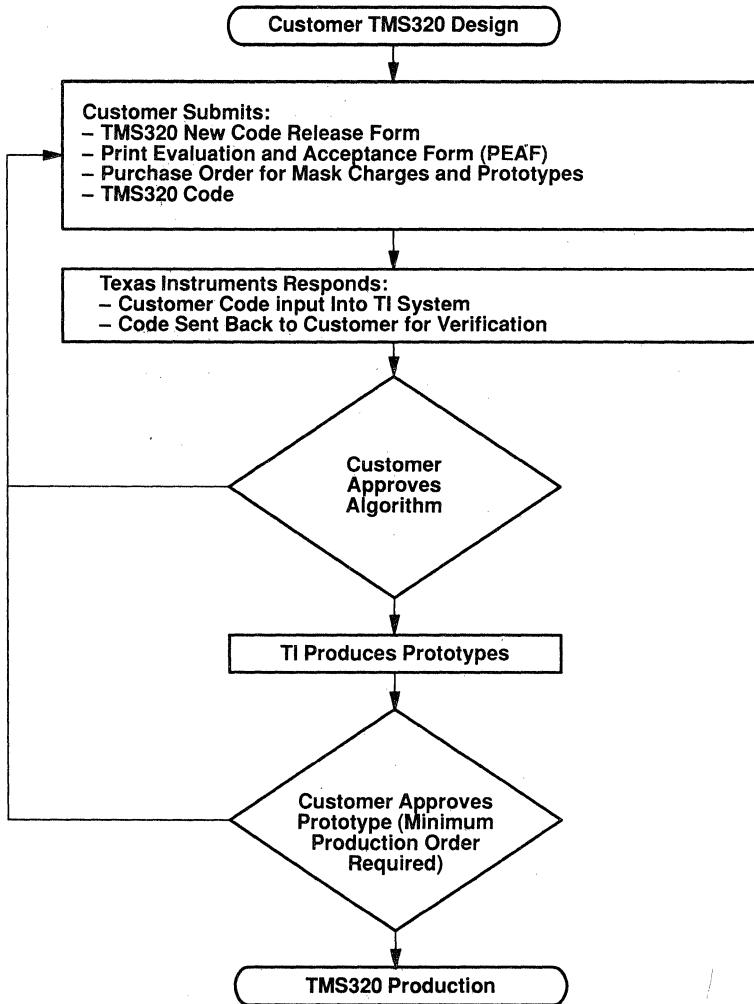 Customer TMS320 Design
Customer Submits:
– TMS320 New Code Release Form
– Print Evaluation and Acceptance Form (PEAF)
– Purchase Order for Mask Charges and Prototypes
– TMS320 Code
Texas Instruments Responds:
– Customer Code input Into TI System
– Code Sent Back to Customer for Verification
Customer
Approves
Algorithm
TI Produces Prototypes
Customer Approves
Prototype (Minimum
Production Order
Required)
TMS320 Production